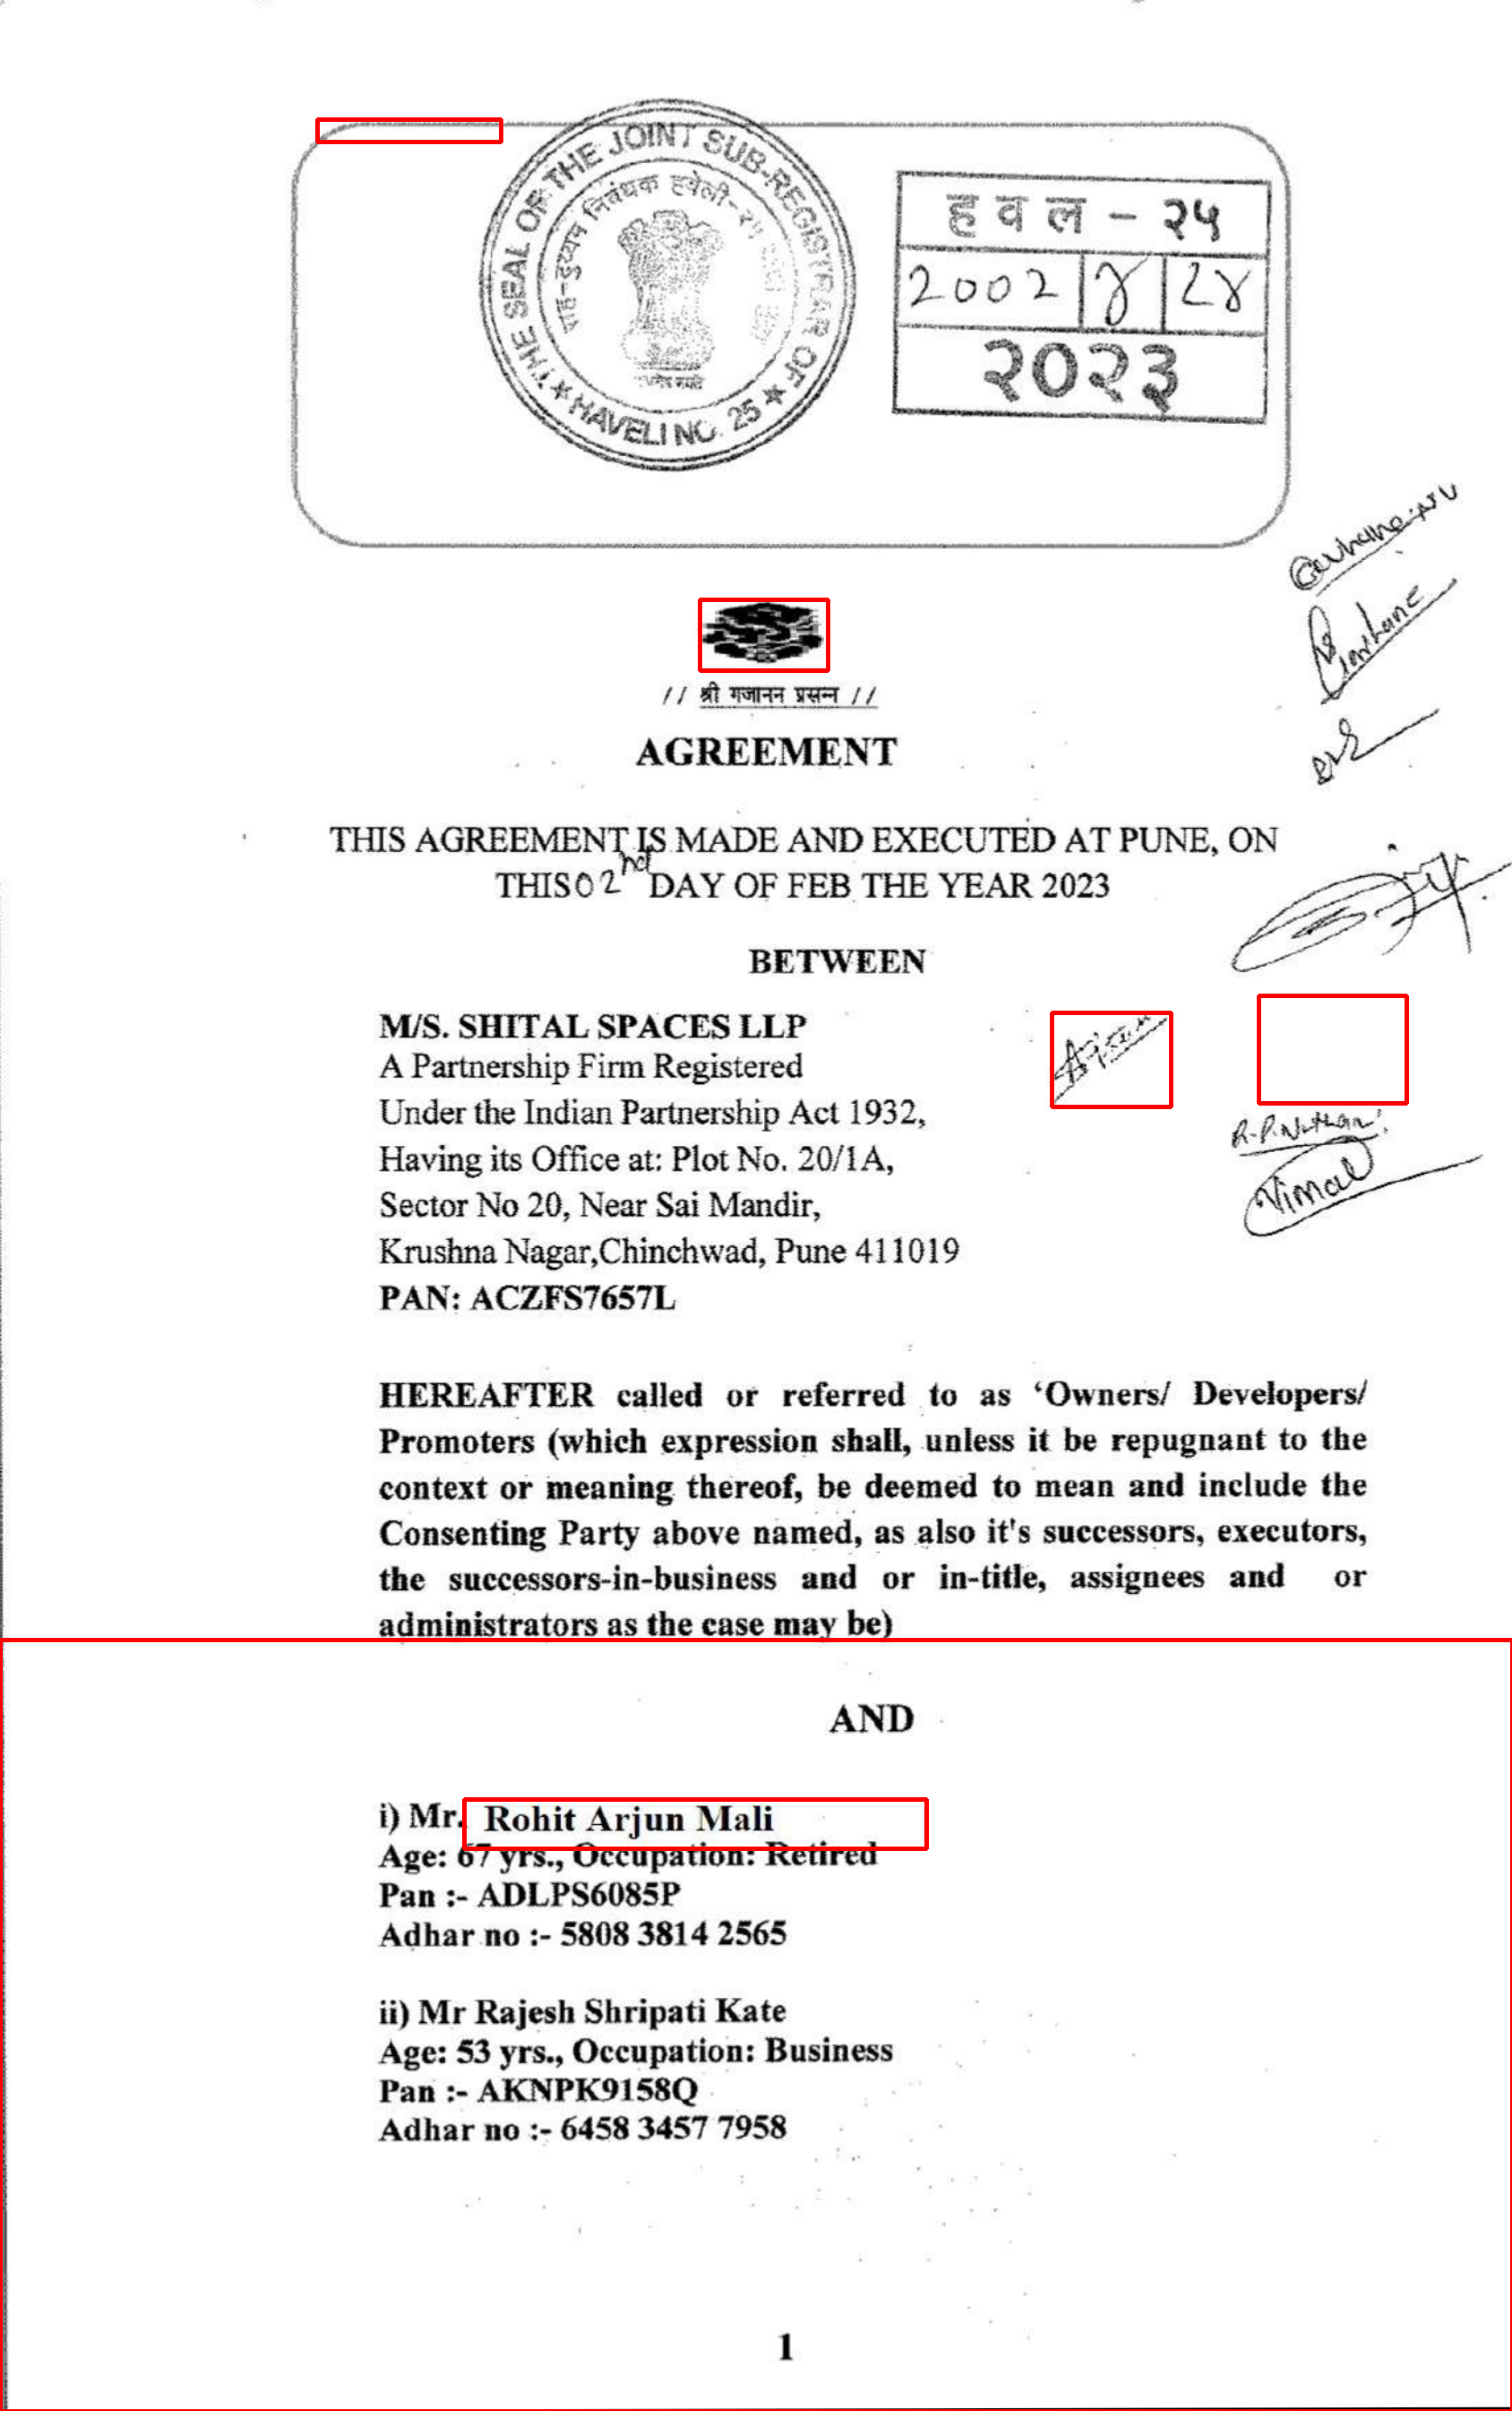 THE SEAL OF THE JOINT SUB-REGISTRAR OF
सह-दुय्यम निबंधक हवेली-२५
★ HAVELI NO. 25 ★
हवल - २५
2002 | ४ | 28
२०२३
// श्री गजानन प्रसन्न //
AGREEMENT
THIS AGREEMENT IS MADE AND EXECUTED AT PUNE, ON
THIS 02nd DAY OF FEB THE YEAR 2023
BETWEEN
M/S. SHITAL SPACES LLP
A Partnership Firm Registered
Under the Indian Partnership Act 1932,
R.P.Nathan
Having its Office at: Plot No. 20/1A,
Vimal
Sector No 20, Near Sai Mandir,
Krushna Nagar,Chinchwad, Pune 411019
PAN: ACZFS7657L
HEREAFTER called or referred to as ‘Owners/ Developers/
Promoters (which expression shall, unless it be repugnant to the
context or meaning thereof, be deemed to mean and include the
Consenting Party above named, as also it's successors, executors,
the successors-in-business and or in-title, assignees and or
administrators as the case may be)
AND
i) Mr. Rohit Arjun Mali
Age: 67 yrs., Occupation: Retired
Pan :- ADLPS6085P
Adhar no :- 5808 3814 2565
ii) Mr Rajesh Shripati Kate
Age: 53 yrs., Occupation: Business
Pan :- AKNPK9158Q
Adhar no :- 6458 3457 7958
1